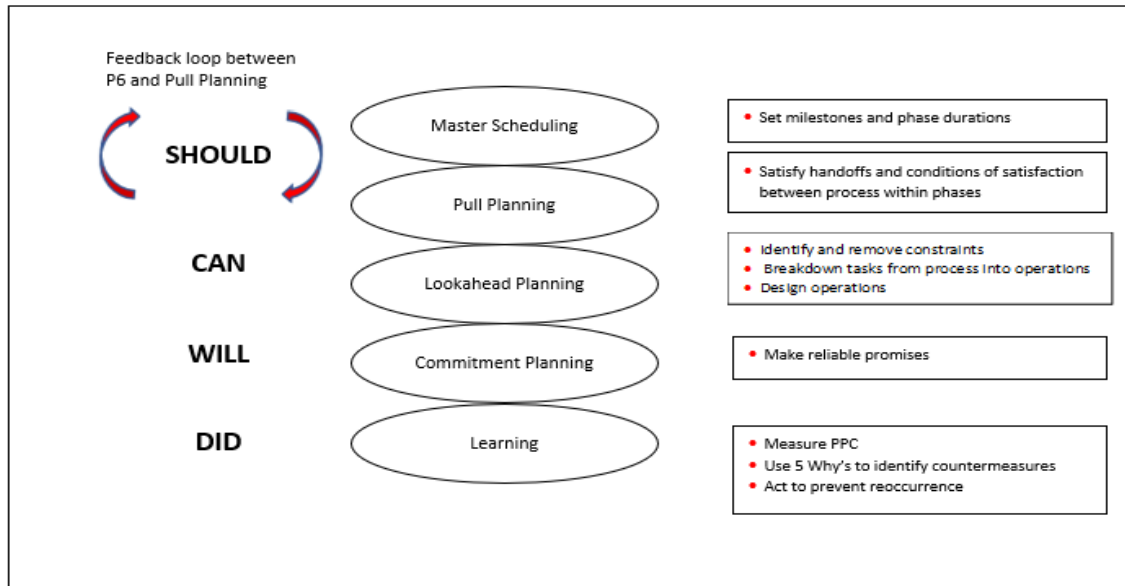 Feedback loop between
P6 and Pull Planning
SHOULD
CAN
WILL
DID
Master Scheduling
Pull Planning
Lookahead Planning
Commitment Planning
Learning
• Set milestones and phase durations
• Satisfy handoffs and conditions of satisfaction
between process within phases
• Identify and remove constraints
• Breakdown tasks from process into operations
• Design operations
• Make reliable promises
• Measure PPC
• Use 5 Why's to identify countermeasures
• Act to prevent reoccurrence